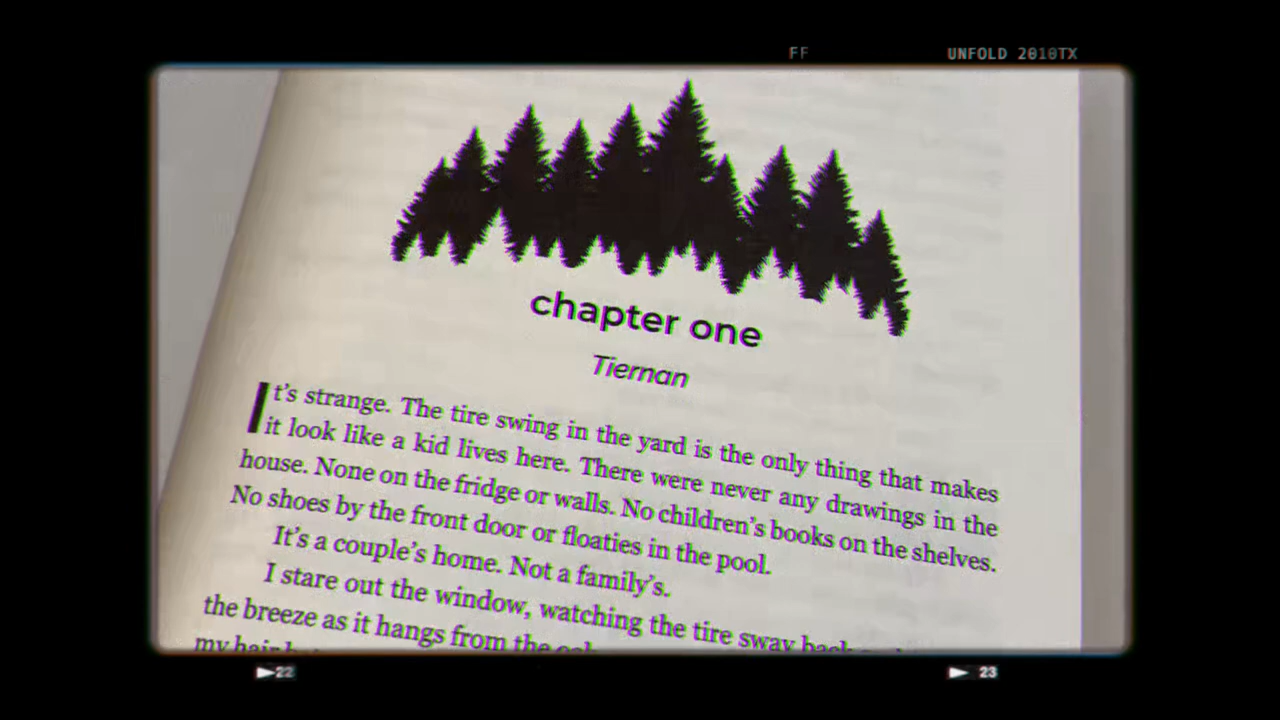 FF UNFOLD 2010TX
chapter one
Tiernan
It's strange. The tire swing in the yard is the only thing that makes
it look like a kid lives here. There were never any drawings in the
house. None on the fridge or walls. No children's books on the shelves.
No shoes by the front door or floaties in the pool.
It's a couple's home. Not a family's.
I stare out the window, watching the tire sway back
the breeze as it hangs from the oak
my hair
22 23